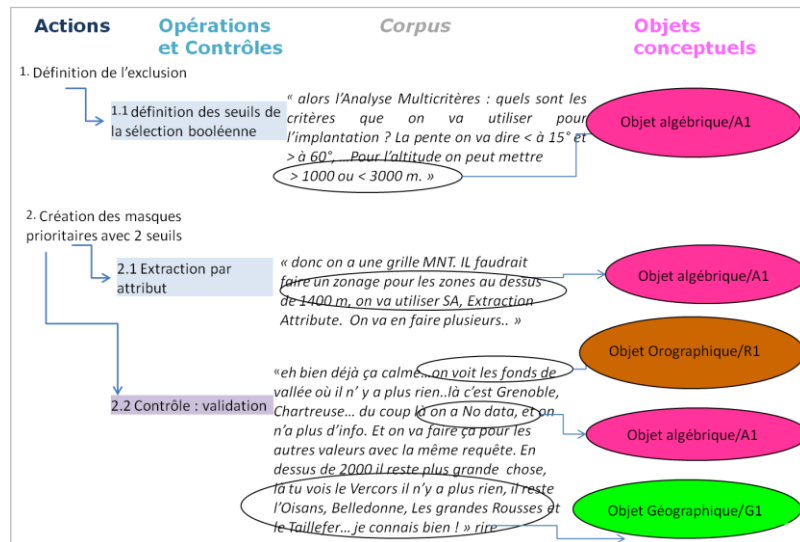 Actions
Opérations
et Contrôles
Corpus
Objets
conceptuels
1. Définition de l'exclusion
1.1 définition des seuils de
la sélection booléenne
« alors l'Analyse Multicritères : quels sont les
critères que on va utiliser pour
l'implantation ? La pente on va dire < à 15° et
> à 60°, ...Pour l'altitude on peut mettre
> 1000 ou < 3000 m. »
Objet algébrique/A1
2. Création des masques
prioritaires avec 2 seuils
2.1 Extraction par
attribut
« donc on a une grille MNT. IL faudrait
faire un zonage pour les zones au dessus
de 1400 m, on va utiliser SA, Extraction
Attribute. On va en faire plusieurs.. »
Objet algébrique/A1
2.2 Contrôle : validation
«eh bien déjà ça calme...on voit les fonds de
vallée où il n' y a plus rien..là c'est Grenoble,
Chartreuse... du coup là on a No data, et on
n'a plus d'info. Et on va faire ça pour les
autres valeurs avec la même requête. En
dessus de 2000 il reste plus grande chose,
là tu vois le Vercors il n'y a plus rien, il reste
l'Oisans, Belledonne, Les grandes Rousses et
le Taillefer... je connais bien ! » rire
Objet Orographique/R1
Objet algébrique/A1
Objet Géographique/G1